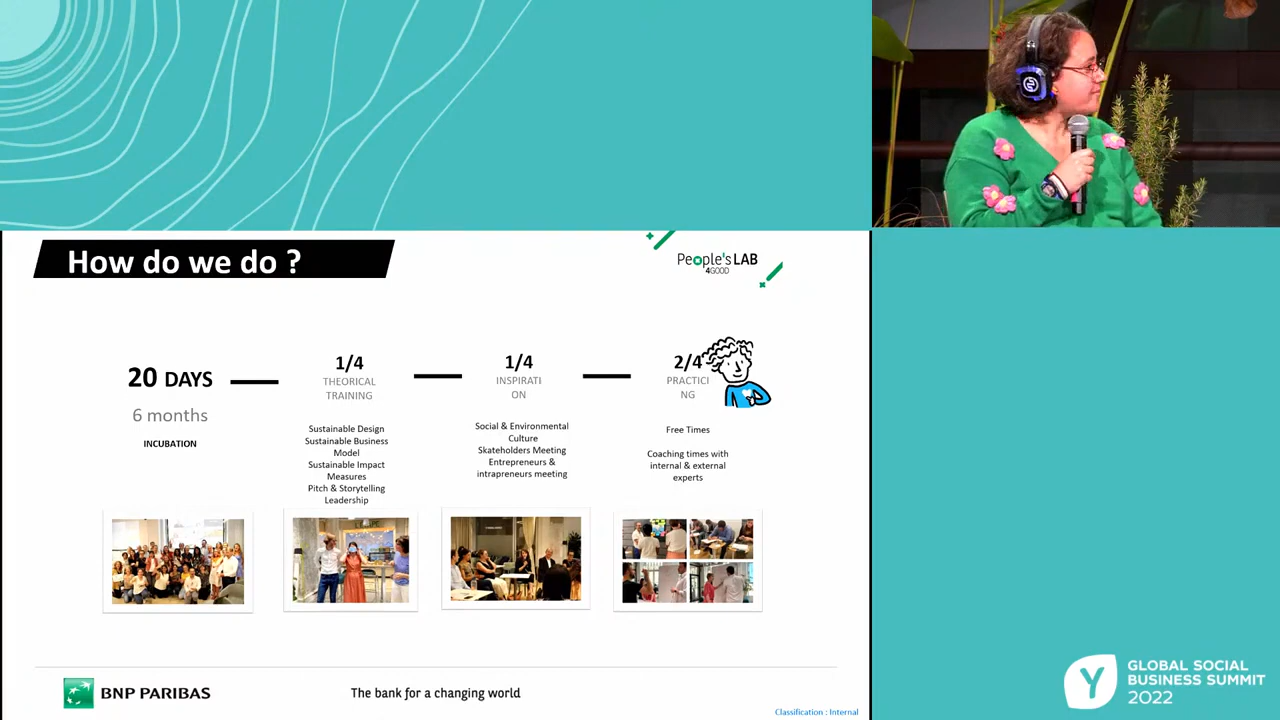 How do we do ?
People's LAB
4GOOD
20 DAYS
6 months
INCUBATION
1/4
THEORICAL
TRAINING
Sustainable Design
Sustainable Business
Model
Sustainable Impact
Measures
Pitch & Storytelling
Leadership
1/4
INSPIRATI
ON
Social & Environmental
Culture
Skateholders Meeting
Entrepreneurs &
intrapreneurs meeting
2/4
PRACTICI
NG
Free Times
Coaching times with
internal & external
experts
BNP PARIBAS
The bank for a changing world
Classification : Internal
Y
GLOBAL SOCIAL
BUSINESS SUMMIT
2022